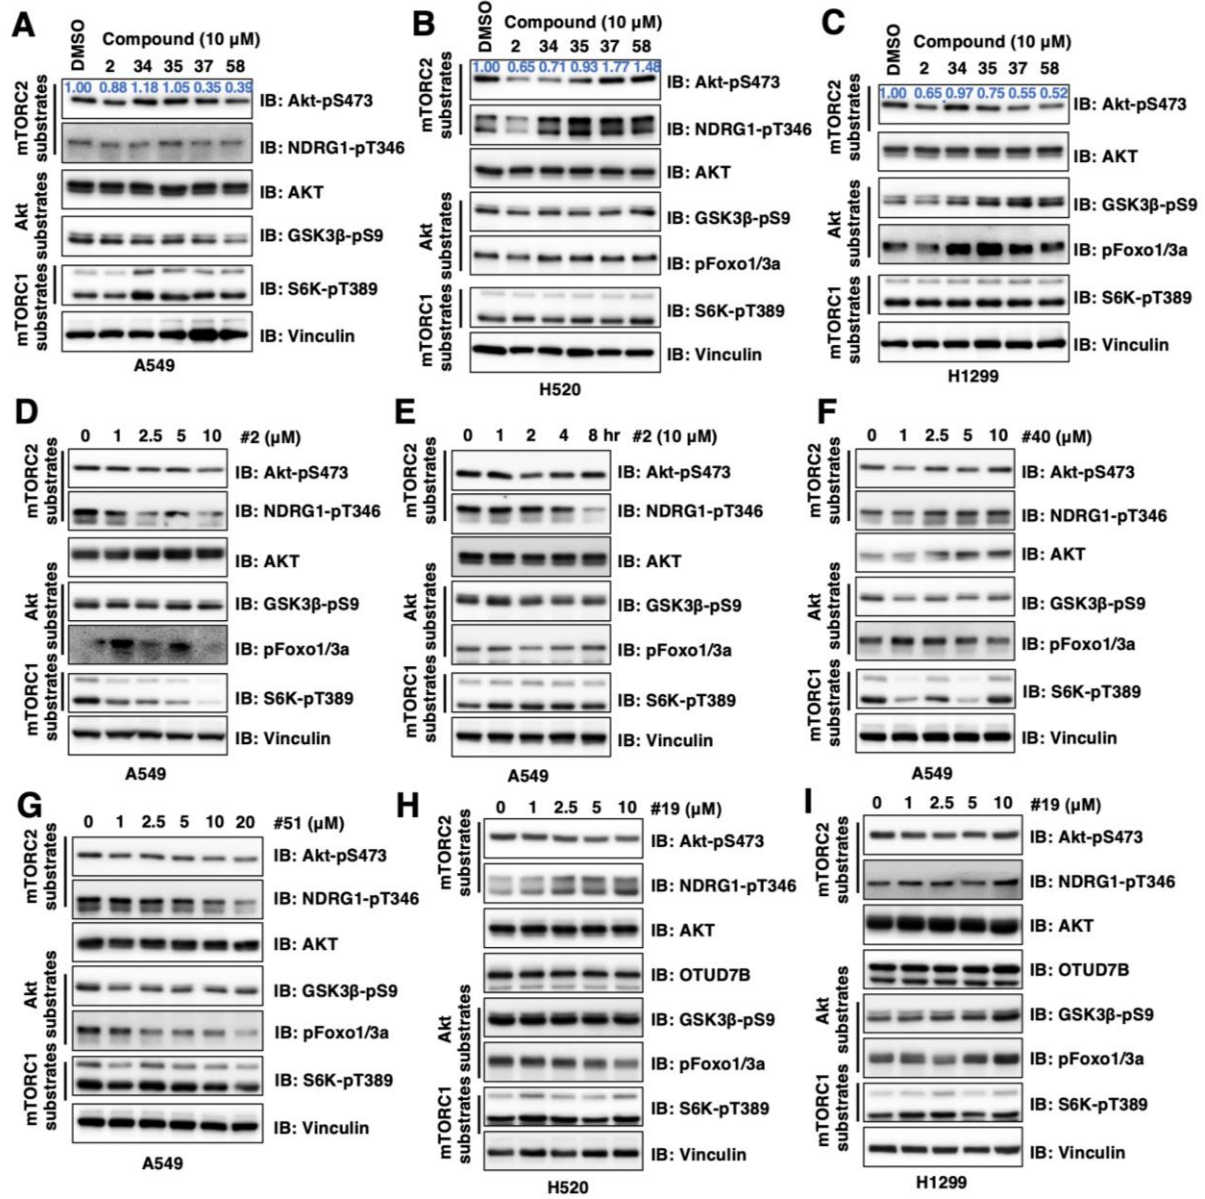 A
DMSO
Compound (10 µM)
2 34 35 37 58
mTORC2 substrates
1.00 0.88 1.18 1.05 0.35 0.39
IB: Akt-pS473
IB: NDRG1-pT346
IB: AKT
Akt substrates
IB: GSK3β-pS9
mTORC1 substrates
IB: S6K-pT389
IB: Vinculin
A549
B
DMSO
Compound (10 µM)
2 34 35 37 58
mTORC2 substrates
1.00 0.65 0.71 0.93 1.77 1.48
IB: Akt-pS473
IB: NDRG1-pT346
IB: AKT
Akt substrates
IB: GSK3β-pS9
IB: pFoxo1/3a
mTORC1 substrates
IB: S6K-pT389
IB: Vinculin
H520
C
DMSO
Compound (10 µM)
2 34 35 37 58
mTORC2 substrates
1.00 0.65 0.97 0.75 0.55 0.52
IB: Akt-pS473
IB: AKT
Akt substrates
IB: GSK3β-pS9
IB: pFoxo1/3a
mTORC1 substrates
IB: S6K-pT389
IB: Vinculin
H1299
D
0 1 2.5 5 10 #2 (µM)
mTORC2 substrates
IB: Akt-pS473
IB: NDRG1-pT346
IB: AKT
Akt substrates
IB: GSK3β-pS9
IB: pFoxo1/3a
mTORC1 substrates
IB: S6K-pT389
IB: Vinculin
A549
E
0 1 2 4 8 hr #2 (10 µM)
mTORC2 substrates
IB: Akt-pS473
IB: NDRG1-pT346
IB: AKT
Akt substrates
IB: GSK3β-pS9
IB: pFoxo1/3a
mTORC1 substrates
IB: S6K-pT389
IB: Vinculin
A549
F
0 1 2.5 5 10 #40 (µM)
mTORC2 substrates
IB: Akt-pS473
IB: NDRG1-pT346
IB: AKT
Akt substrates
IB: GSK3β-pS9
IB: pFoxo1/3a
mTORC1 substrates
IB: S6K-pT389
IB: Vinculin
A549
G
0 1 2.5 5 10 20 #51 (µM)
mTORC2 substrates
IB: Akt-pS473
IB: NDRG1-pT346
IB: AKT
Akt substrates
IB: GSK3β-pS9
IB: pFoxo1/3a
mTORC1 substrates
IB: S6K-pT389
IB: Vinculin
A549
H
0 1 2.5 5 10 #19 (µM)
mTORC2 substrates
IB: Akt-pS473
IB: NDRG1-pT346
IB: AKT
IB: OTUD7B
Akt substrates
IB: GSK3β-pS9
IB: pFoxo1/3a
mTORC1 substrates
IB: S6K-pT389
IB: Vinculin
H520
I
0 1 2.5 5 10 #19 (µM)
mTORC2 substrates
IB: Akt-pS473
IB: NDRG1-pT346
IB: AKT
IB: OTUD7B
Akt substrates
IB: GSK3β-pS9
IB: pFoxo1/3a
mTORC1 substrates
IB: S6K-pT389
IB: Vinculin
H1299